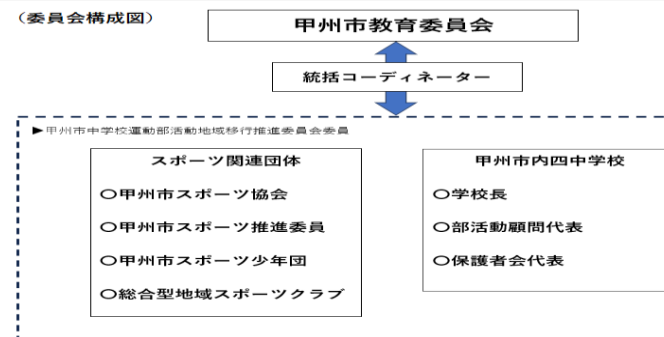 （委員会構成図）
甲州市教育委員会
統括コーディネーター
▶甲州市中学校運動部活動地域移行推進委員会委員
スポーツ関連団体
〇甲州市スポーツ協会
〇甲州市スポーツ推進委員
〇甲州市スポーツ少年団
〇総合型地域スポーツクラブ
甲州市内四中学校
〇学校長
〇部活動顧問代表
〇保護者会代表